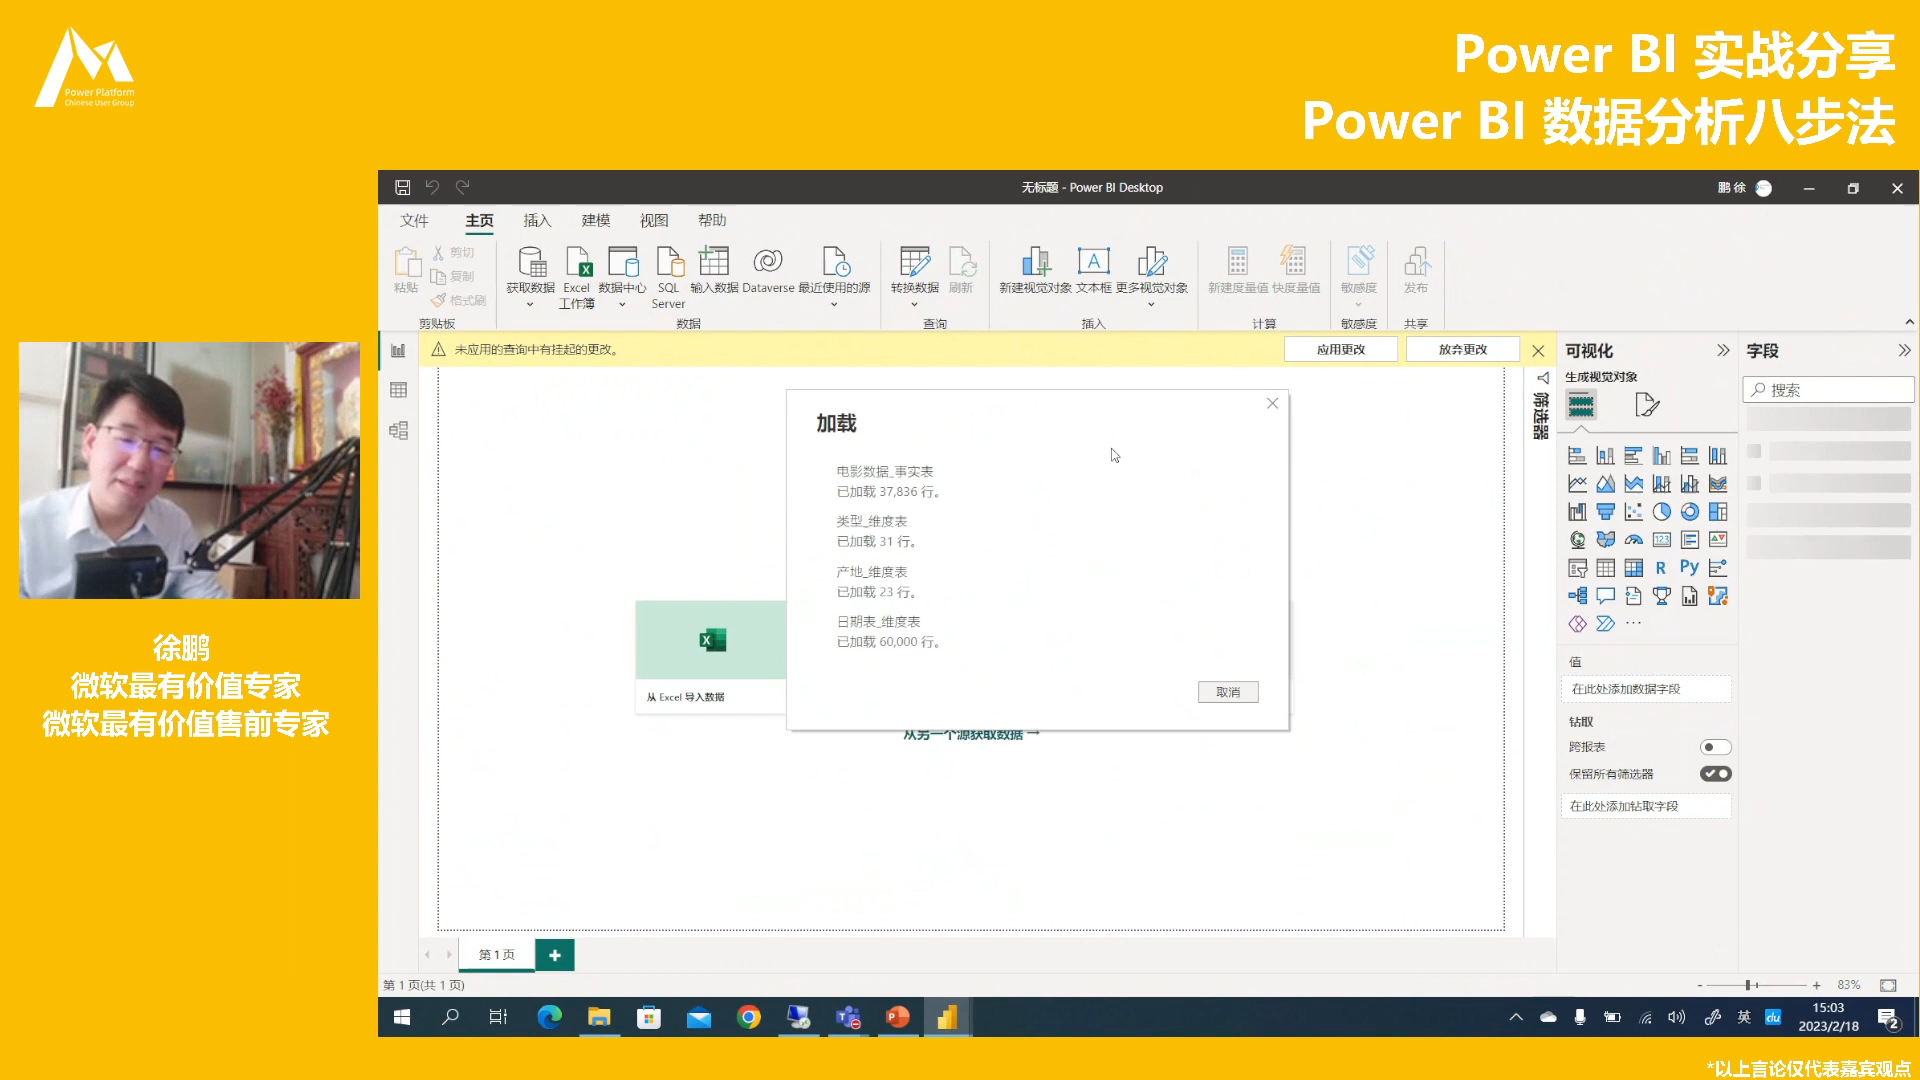 Power Platform
Chinese User Group
Power BI 实战分享
Power BI 数据分析八步法
无标题 - Power BI Desktop
鹏 徐
文件 主页 插入 建模 视图 帮助
粘贴
剪切
复制
格式刷
剪贴板
获取数据
Excel
工作簿
数据中心
SQL
Server
输入数据
Dataverse
最近使用的源
数据
转换数据
刷新
查询
新建视觉对象
文本框
更多视觉对象
插入
新建度量值
快度量值
计算
敏感度
敏感度
发布
共享
未应用的查询中有挂起的更改。
应用更改
放弃更改
加载
电影数据_事实表
已加载 37,836 行。
类型_维度表
已加载 31 行。
产地_维度表
已加载 23 行。
日期表_维度表
已加载 60,000 行。
取消
从 Excel 导入数据
从另一个源获取数据 →
筛选器
可视化
生成视觉对象
123
R
Py
值
在此处添加数据字段
钻取
跨报表
保留所有筛选器
在此处添加钻取字段
字段
搜索
第 1 页
第 1 页(共 1 页)
83%
英
du
15:03
2023/2/18
2
徐鹏
微软最有价值专家
微软最有价值售前专家
*以上言论仅代表嘉宾观点